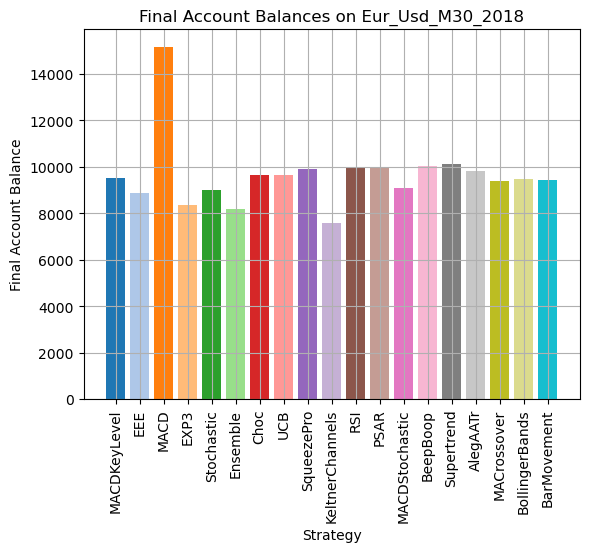 Final Account Balances on Eur_Usd_M30_2018
Final Account Balance
14000
12000
10000
8000
6000
4000
2000
0
MACDKeyLevel
EEE
MACD
EXP3
Stochastic
Ensemble
Choc
UCB
SqueezePro
KeltnerChannels
RSI
PSAR
MACDStochastic
BeepBoop
Supertrend
AlegAATr
MACrossover
BollingerBands
BarMovement
Strategy